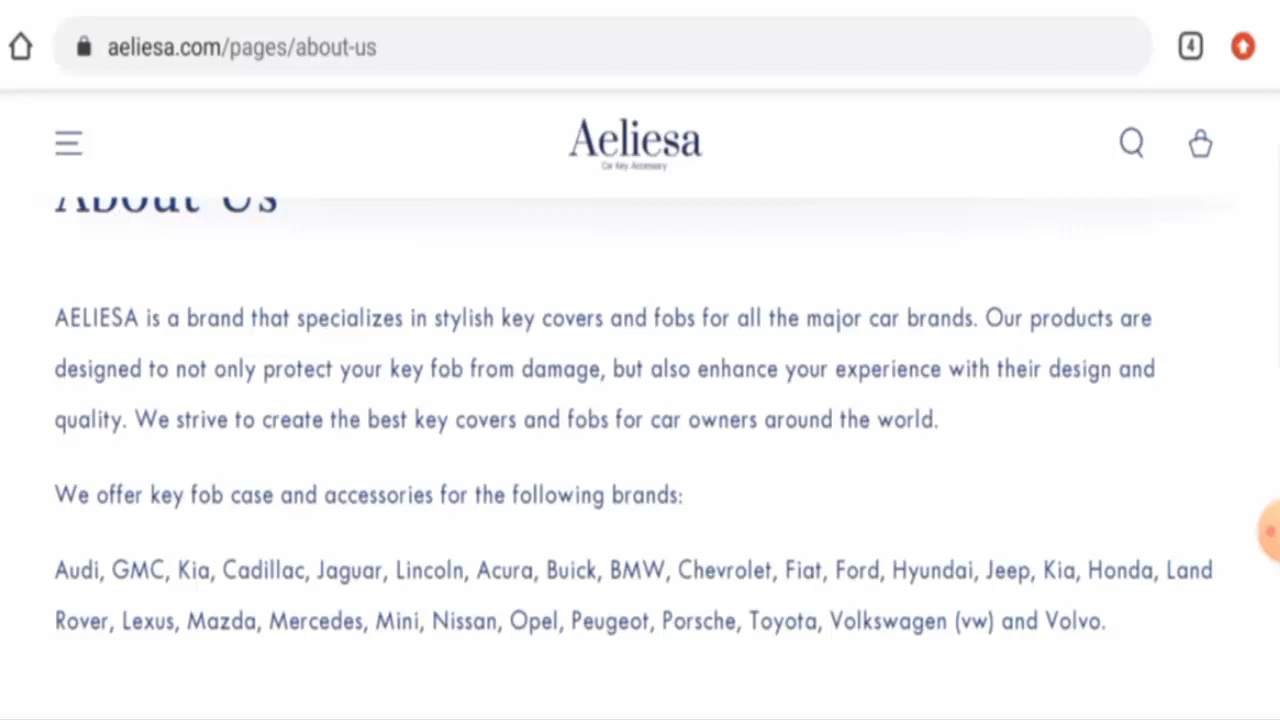 aeliesa.com/pages/about-us
4
Aeliesa
Car Key Accessory
About Us
AELIESA is a brand that specializes in stylish key covers and fobs for all the major car brands. Our products are
designed to not only protect your key fob from damage, but also enhance your experience with their design and
quality. We strive to create the best key covers and fobs for car owners around the world.
We offer key fob case and accessories for the following brands:
Audi, GMC, Kia, Cadillac, Jaguar, Lincoln, Acura, Buick, BMW, Chevrolet, Fiat, Ford, Hyundai, Jeep, Kia, Honda, Land
Rover, Lexus, Mazda, Mercedes, Mini, Nissan, Opel, Peugeot, Porsche, Toyota, Volkswagen (vw) and Volvo.